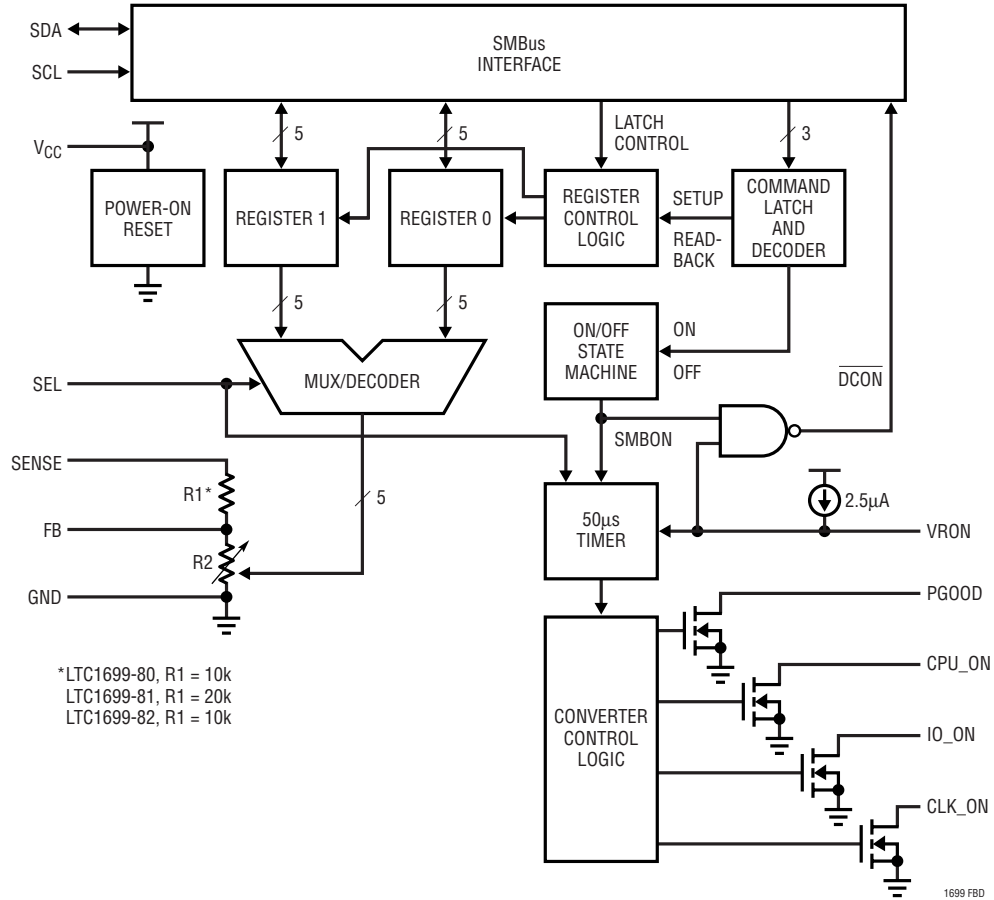 SDA
SCL
SMBus
INTERFACE
5
5
LATCH
CONTROL
3
VCC
POWER-ON
RESET
REGISTER 1
REGISTER 0
REGISTER
CONTROL
LOGIC
SETUP
READ-
BACK
COMMAND
LATCH
AND
DECODER
5
5
ON/OFF
STATE
MACHINE
ON
OFF
DCON
SEL
MUX/DECODER
SMBON
SENSE
R1*
5
2.5µA
FB
50µs
TIMER
VRON
R2
GND
PGOOD
*LTC1699-80, R1 = 10k
LTC1699-81, R1 = 20k
LTC1699-82, R1 = 10k
CPU_ON
CONVERTER
CONTROL
LOGIC
IO_ON
CLK_ON
1699 FBD